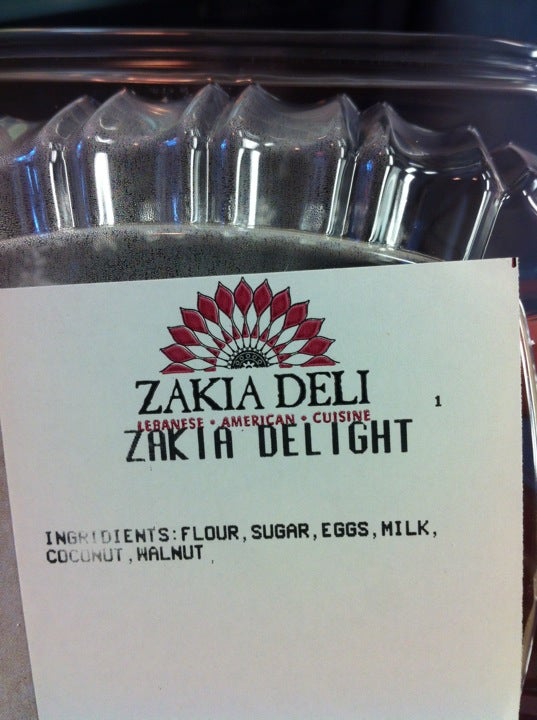 ZAKIA DELI
1
LEBANESE • AMERICAN • CUISINE
ZAKIA DELIGHT
INGRIDIENTS:FLOUR,SUGAR,EGGS,MILK,
COCONUT,WALNUT,